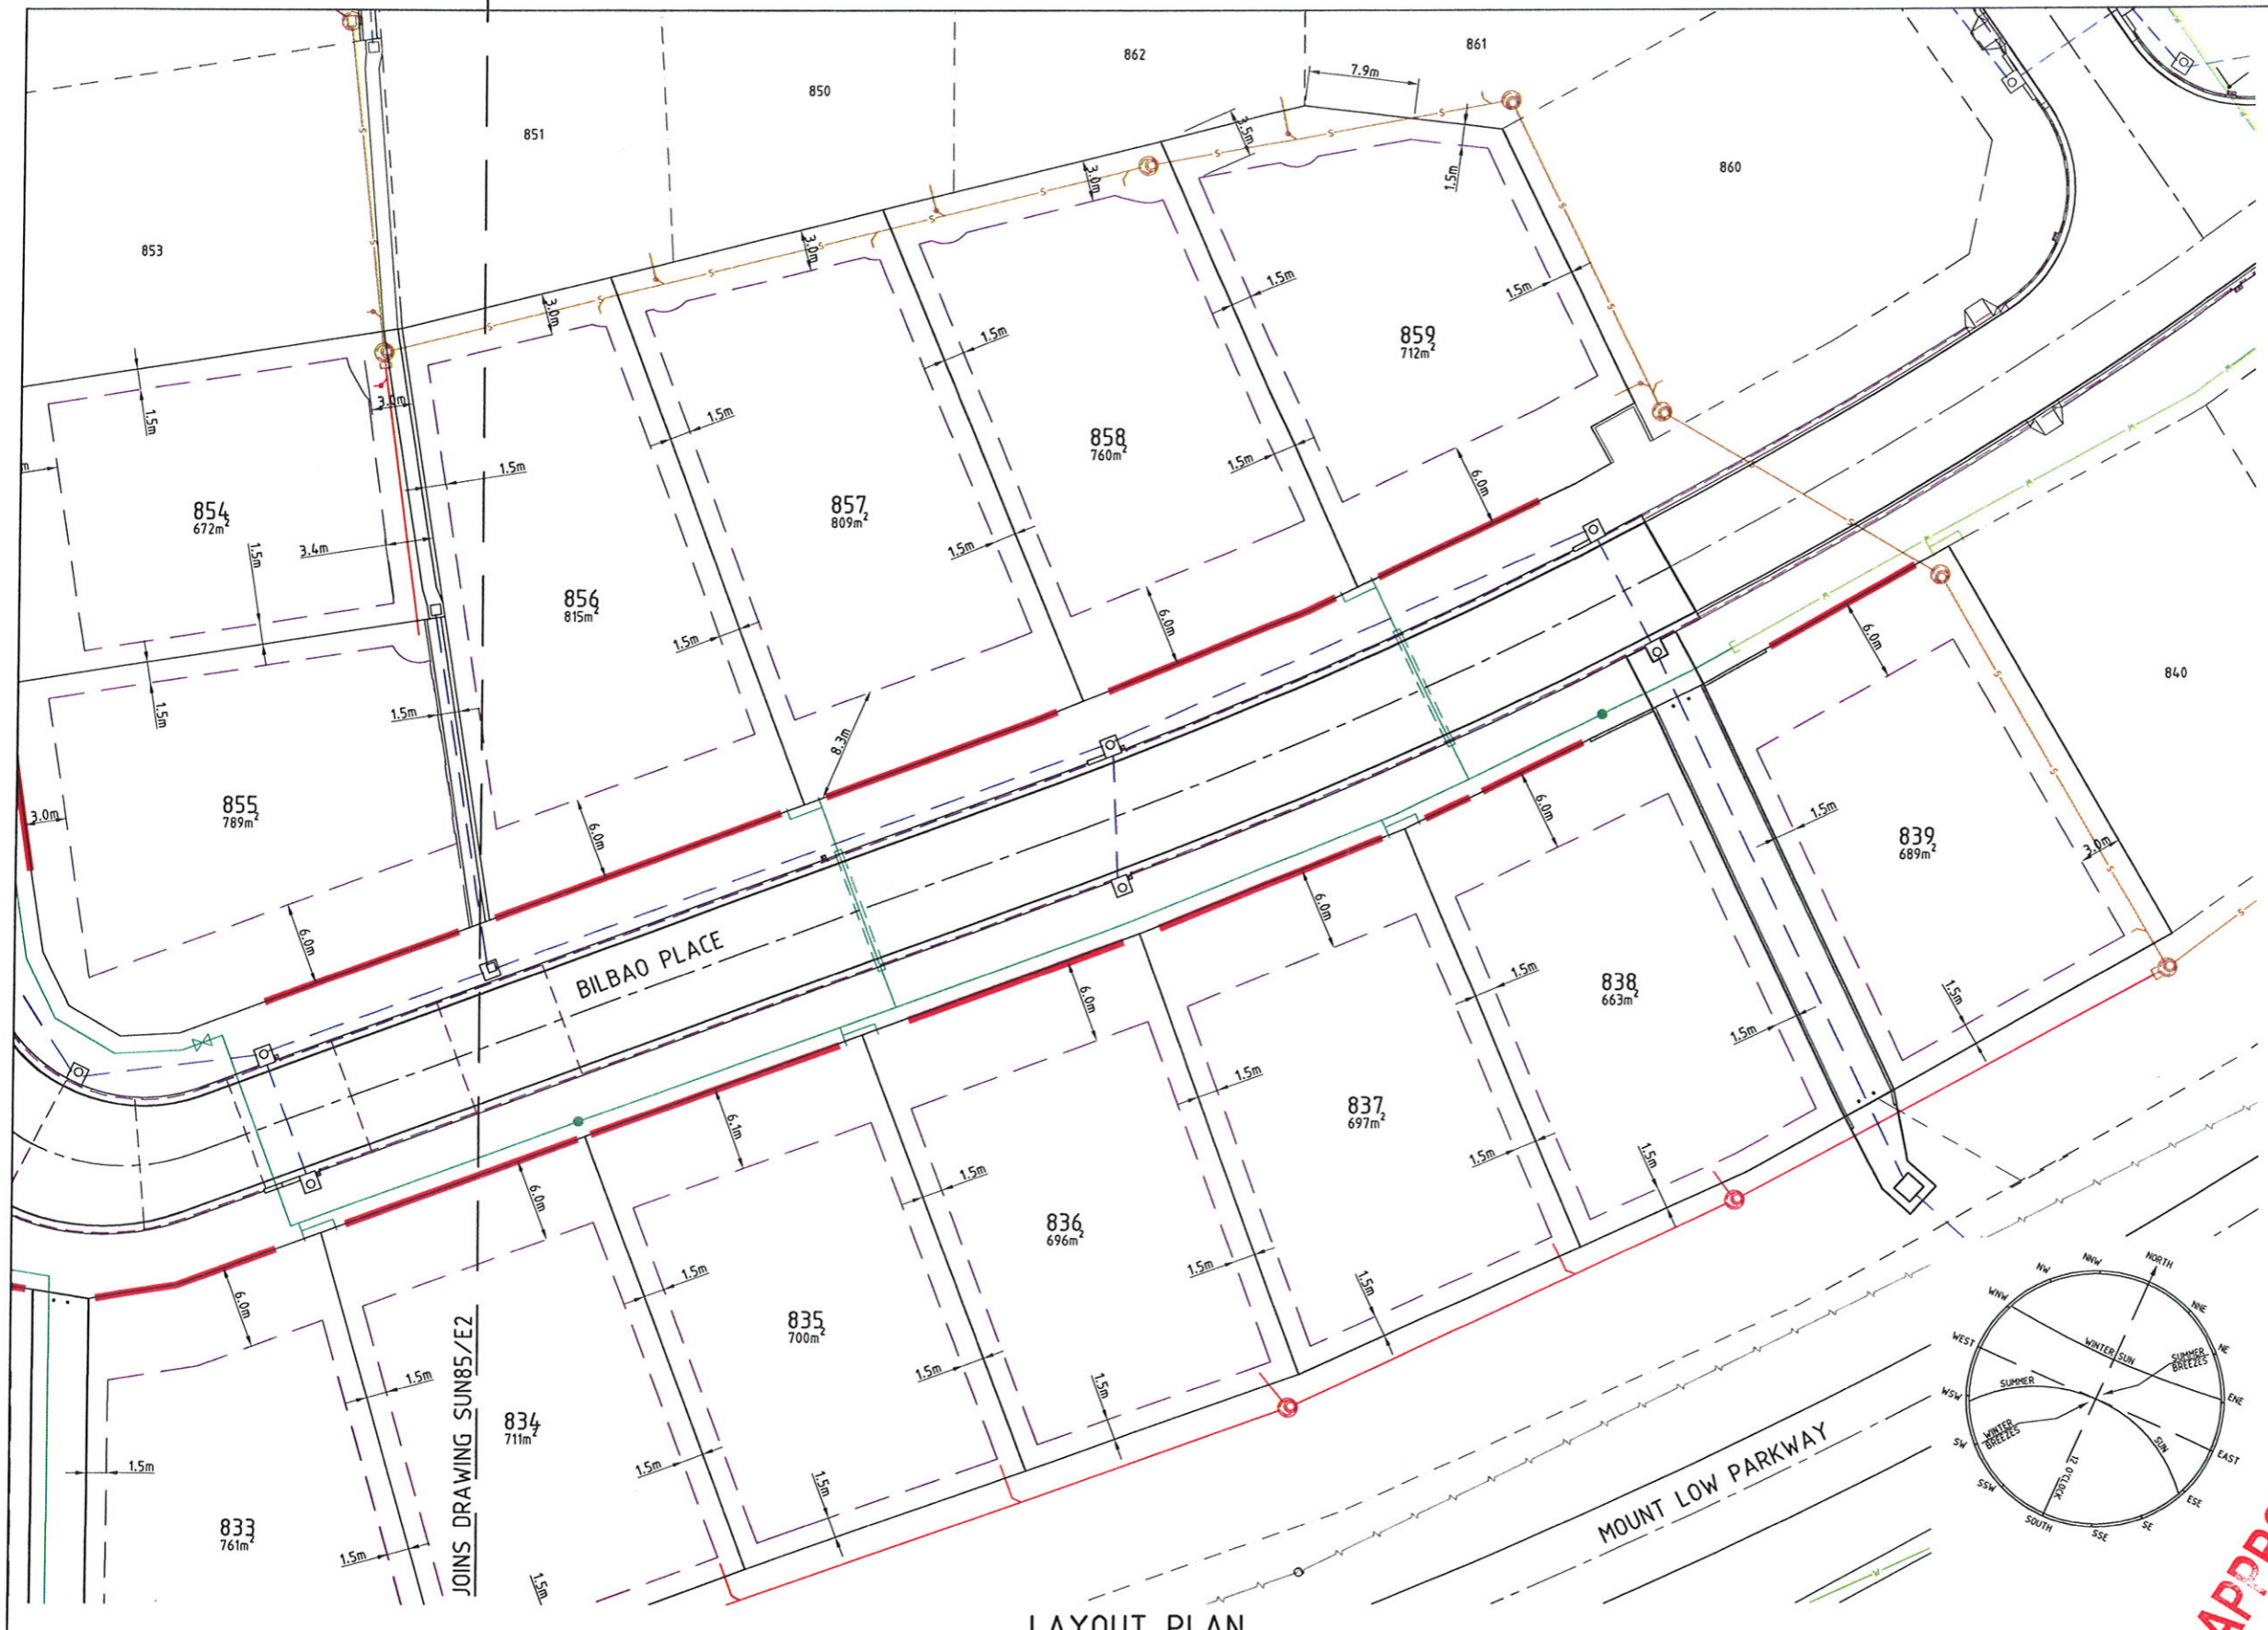 861
862
7.9m
850
3.5m
851
1.5m
860
3.0m
853
3.0m
1.5m
1.5m
3.0m
1.5m
859
712m²
3.0m
1.5m
1.5m
858
760m²
1.5m
1.5m
6.0m
857
809m²
854
672m²
1.5m
3.4m
1.5m
856
815m²
6.0m
6.0m
1.5m
840
1.5m
1.5m
8.3m
855
789m²
3.0m
6.0m
6.0m
1.5m
839
689m²
3.0m
6.0m
6.0m
BILBAO PLACE
1.5m
838
663m²
6.0m
1.5m
1.5m
1.5m
837
697m²
6.1m
1.5m
1.5m
1.5m
6.0m
836
696m²
1.5m
1.5m
1.5m
6.0m
835
700m²
1.5m
1.5m
1.5m
834
711m²
1.5m
1.5m
1.5m
833
761m²
1.5m
1.5m
JOINS DRAWING SUN85/E2
MOUNT LOW PARKWAY
NORTH
NNW
NW
NNE
WNW
NE
WEST
WINTER SUN
SUMMER
BREEZES
SUMMER
SUN
WSW
ENE
WINTER
BREEZES
SW
EAST
SSW
12 O'CLOCK
ESE
SOUTH
SSE
SE
LAYOUT PLAN